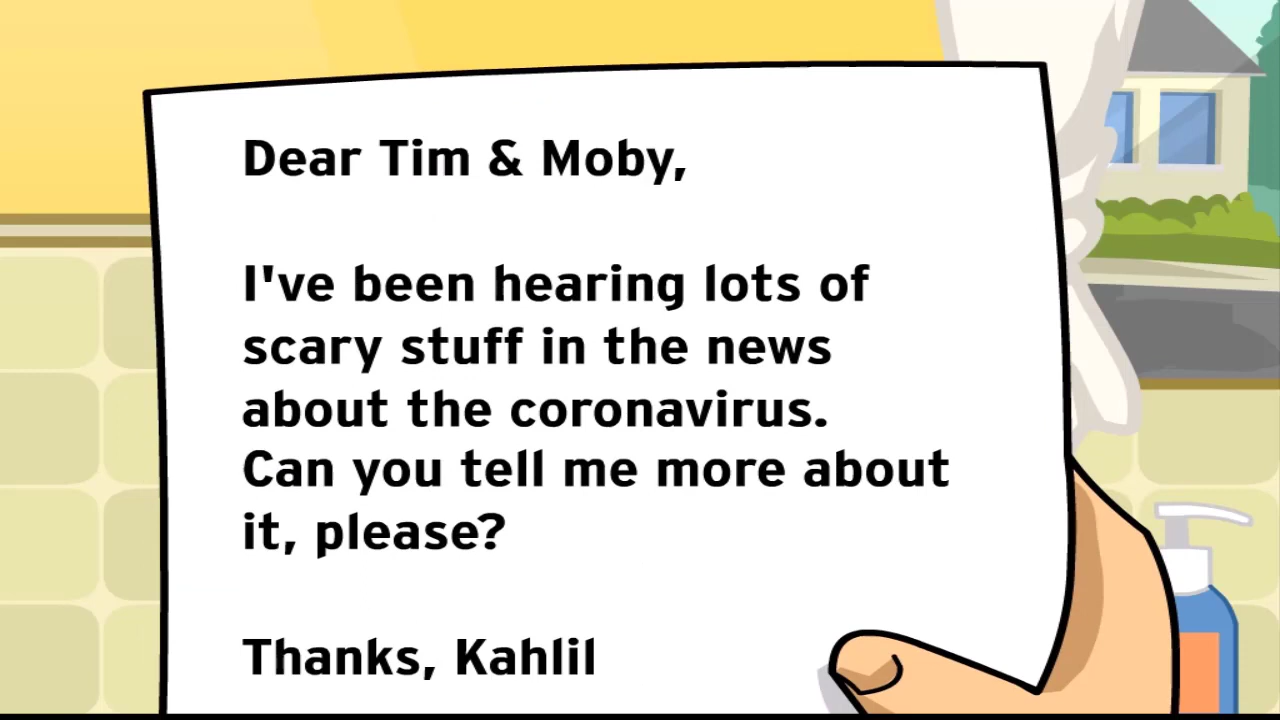 Dear Tim & Moby,
I've been hearing lots of
scary stuff in the news
about the coronavirus.
Can you tell me more about
it, please?
Thanks, Kahlil